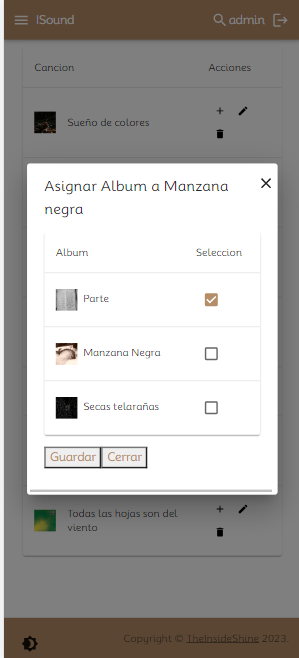 ISound admin
Cancion Acciones
Sueño de colores
Asignar Album a Manzana
negra
Album Seleccion
Parte
Manzana Negra
Secas telarañas
Guardar Cerrar
Todas las hojas son del
viento
Copyright © TheInsideShine 2023.